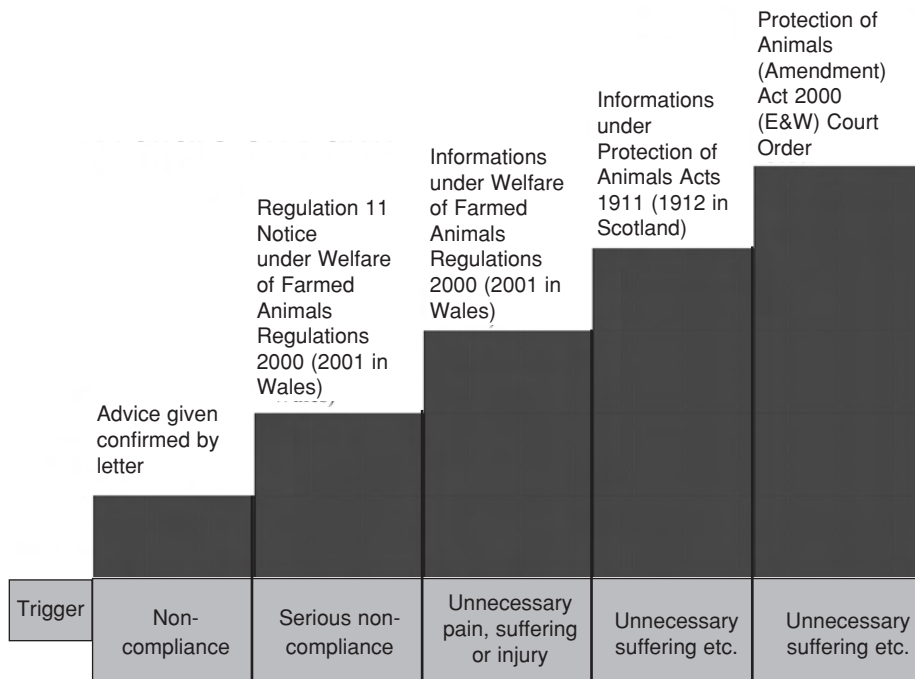 Advice given
confirmed by
letter
Regulation 11
Notice
under Welfare
of Farmed
Animals
Regulations
2000 (2001 in
Wales)
Informations
under Welfare
of Farmed
Animals
Regulations
2000 (2001 in
Wales)
Informations
under
Protection of
Animals Acts
1911 (1912 in
Scotland)
Protection of
Animals
(Amendment)
Act 2000
(E&W) Court
Order
Trigger
Non-
compliance
Serious non-
compliance
Unnecessary
pain, suffering
or injury
Unnecessary
suffering etc.
Unnecessary
suffering etc.